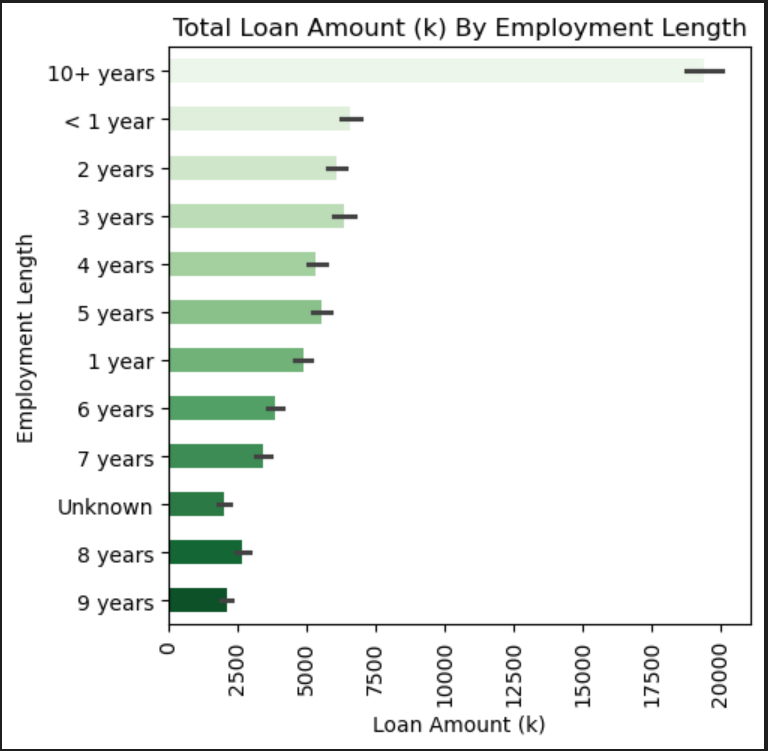 Total Loan Amount (k) By Employment Length
10+ years
< 1 year
2 years
3 years
4 years
5 years
1 year
6 years
7 years
Unknown
8 years
9 years
Employment Length
0
2500
5000
7500
10000
12500
15000
17500
20000
Loan Amount (k)